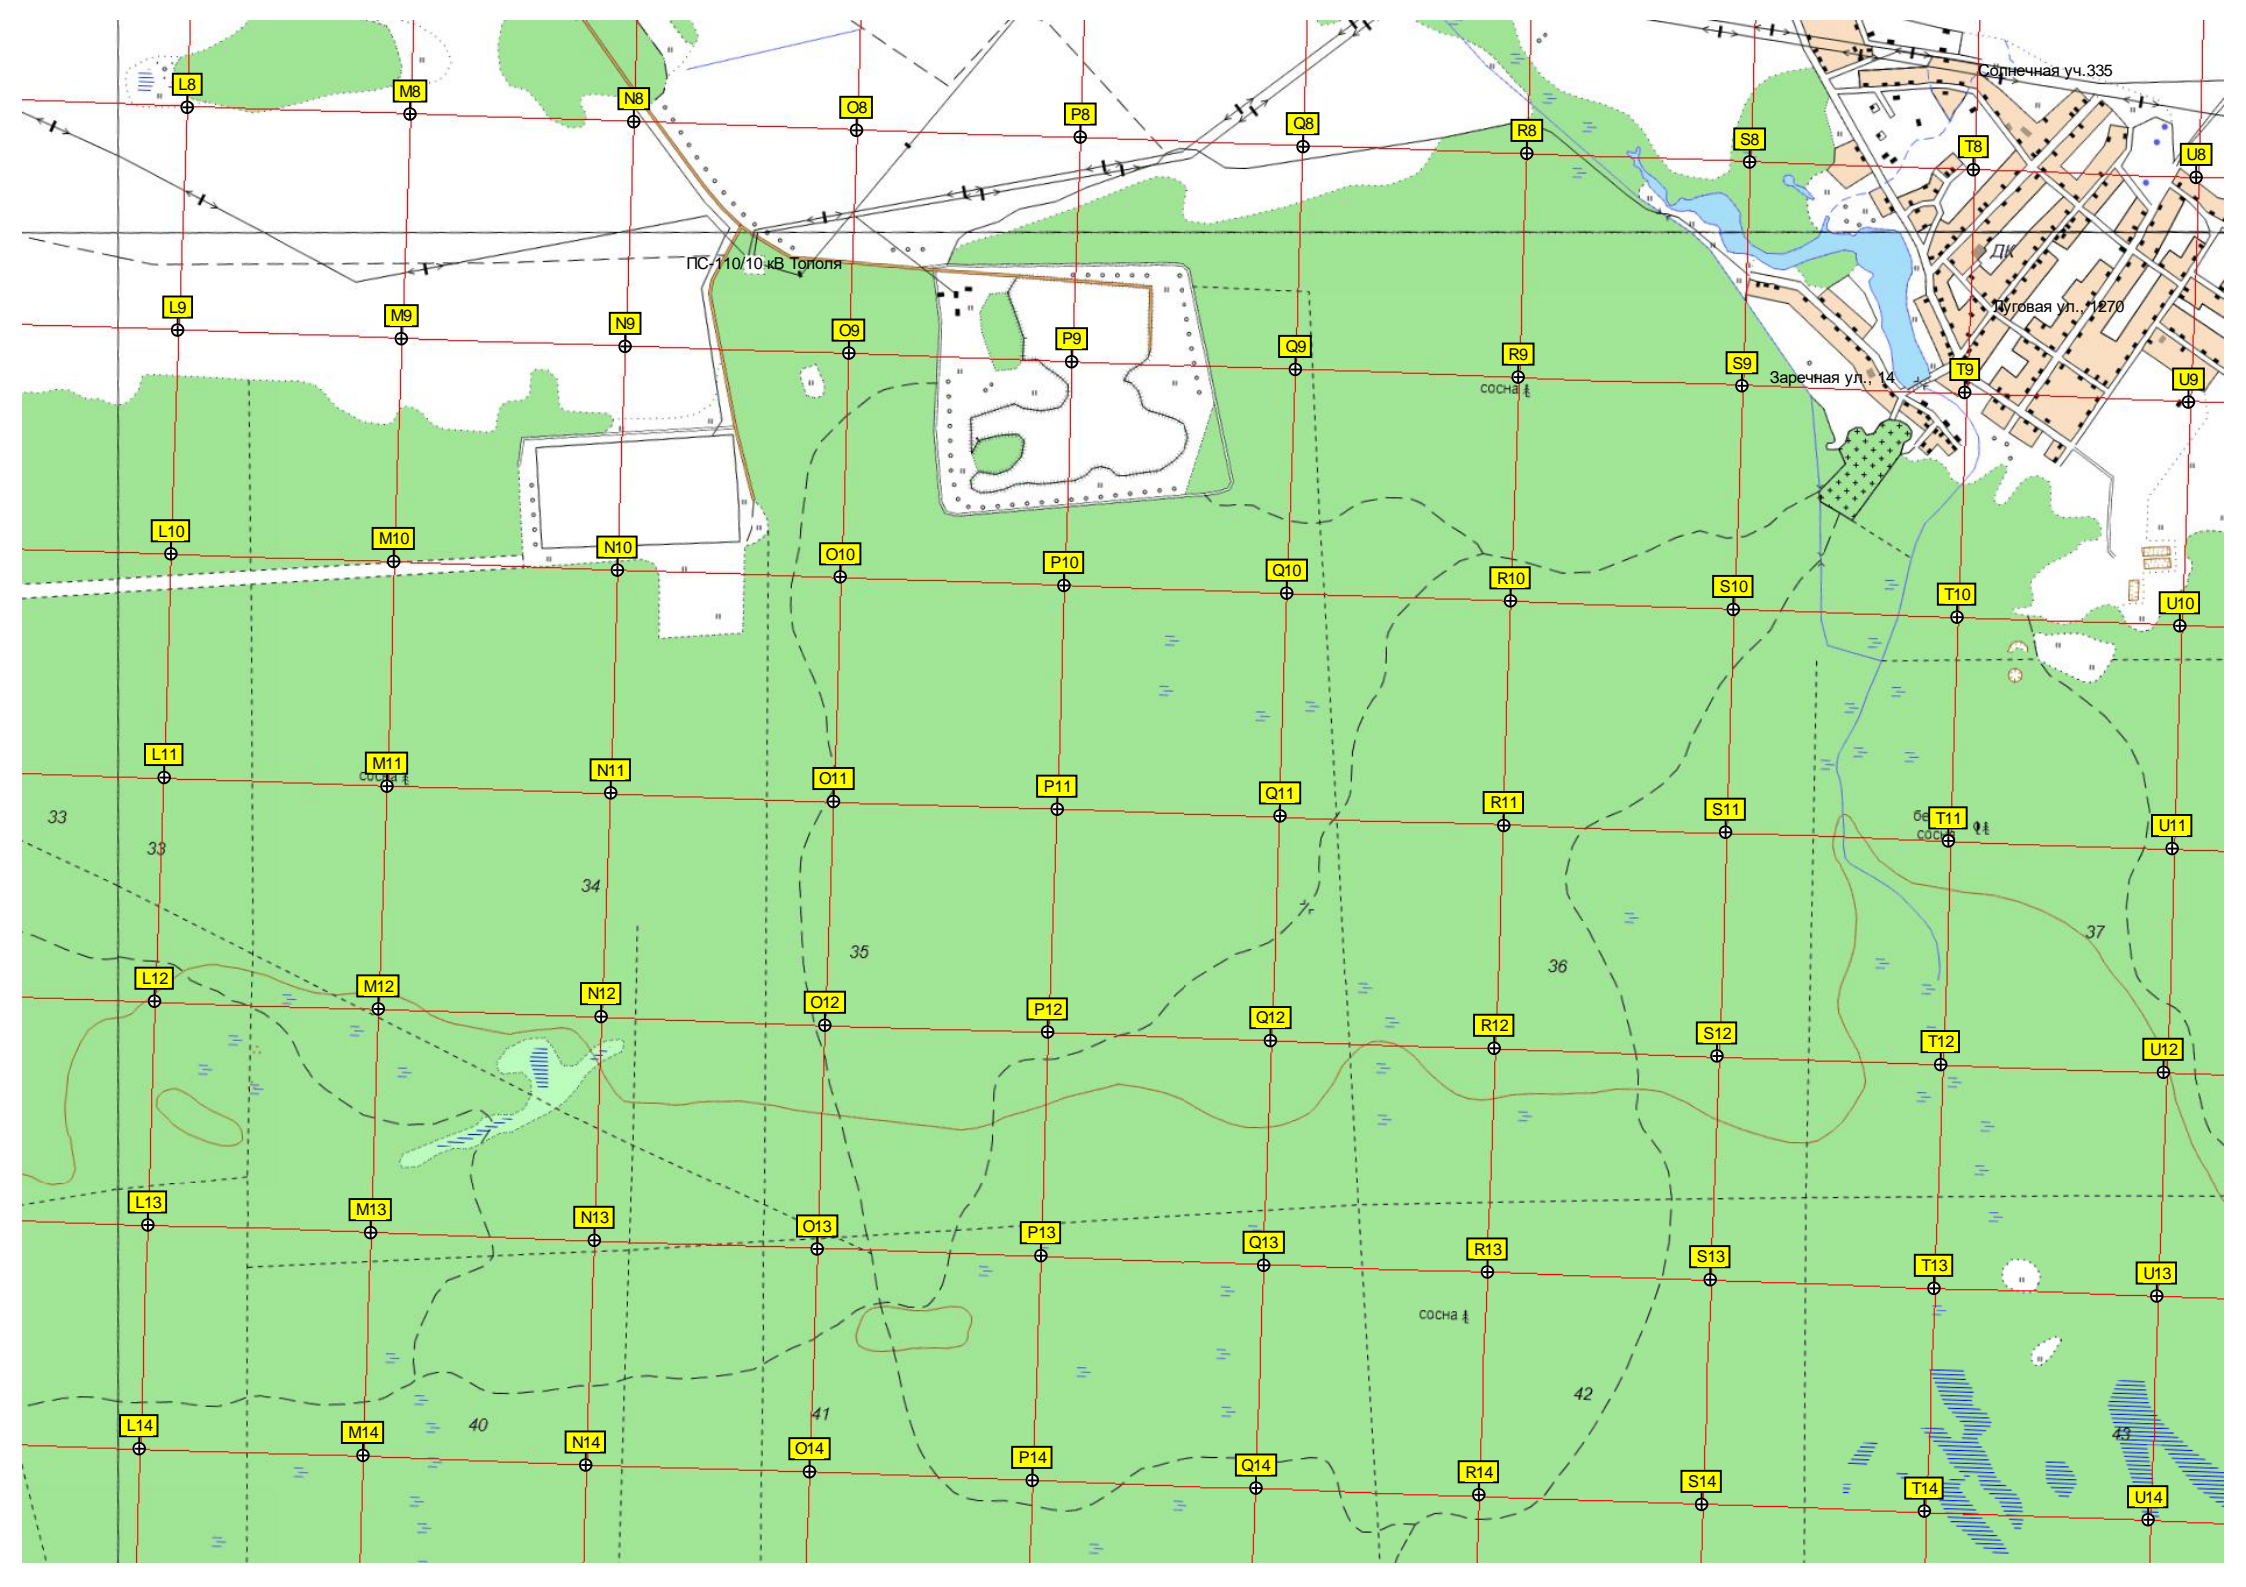 Солнечная уч.335
L8 M8 N8 O8 P8 Q8 R8 S8 T8 U8
ДК
ПС-110/10 кВ Тополя
Луговая ул., 1270
L9 M9 N9 O9 P9 Q9 R9 S9 T9 U9
Заречная ул., 14
сосна
L10 M10 N10 O10 P10 Q10 R10 S10 T10 U10
L11 M11 N11 O11 P11 Q11 R11 S11 T11 U11
сосна
33
33
34
35
36
37
L12 M12 N12 O12 P12 Q12 R12 S12 T12 U12
L13 M13 N13 O13 P13 Q13 R13 S13 T13 U13
сосна
40
41
42
43
L14 M14 N14 O14 P14 Q14 R14 S14 T14 U14